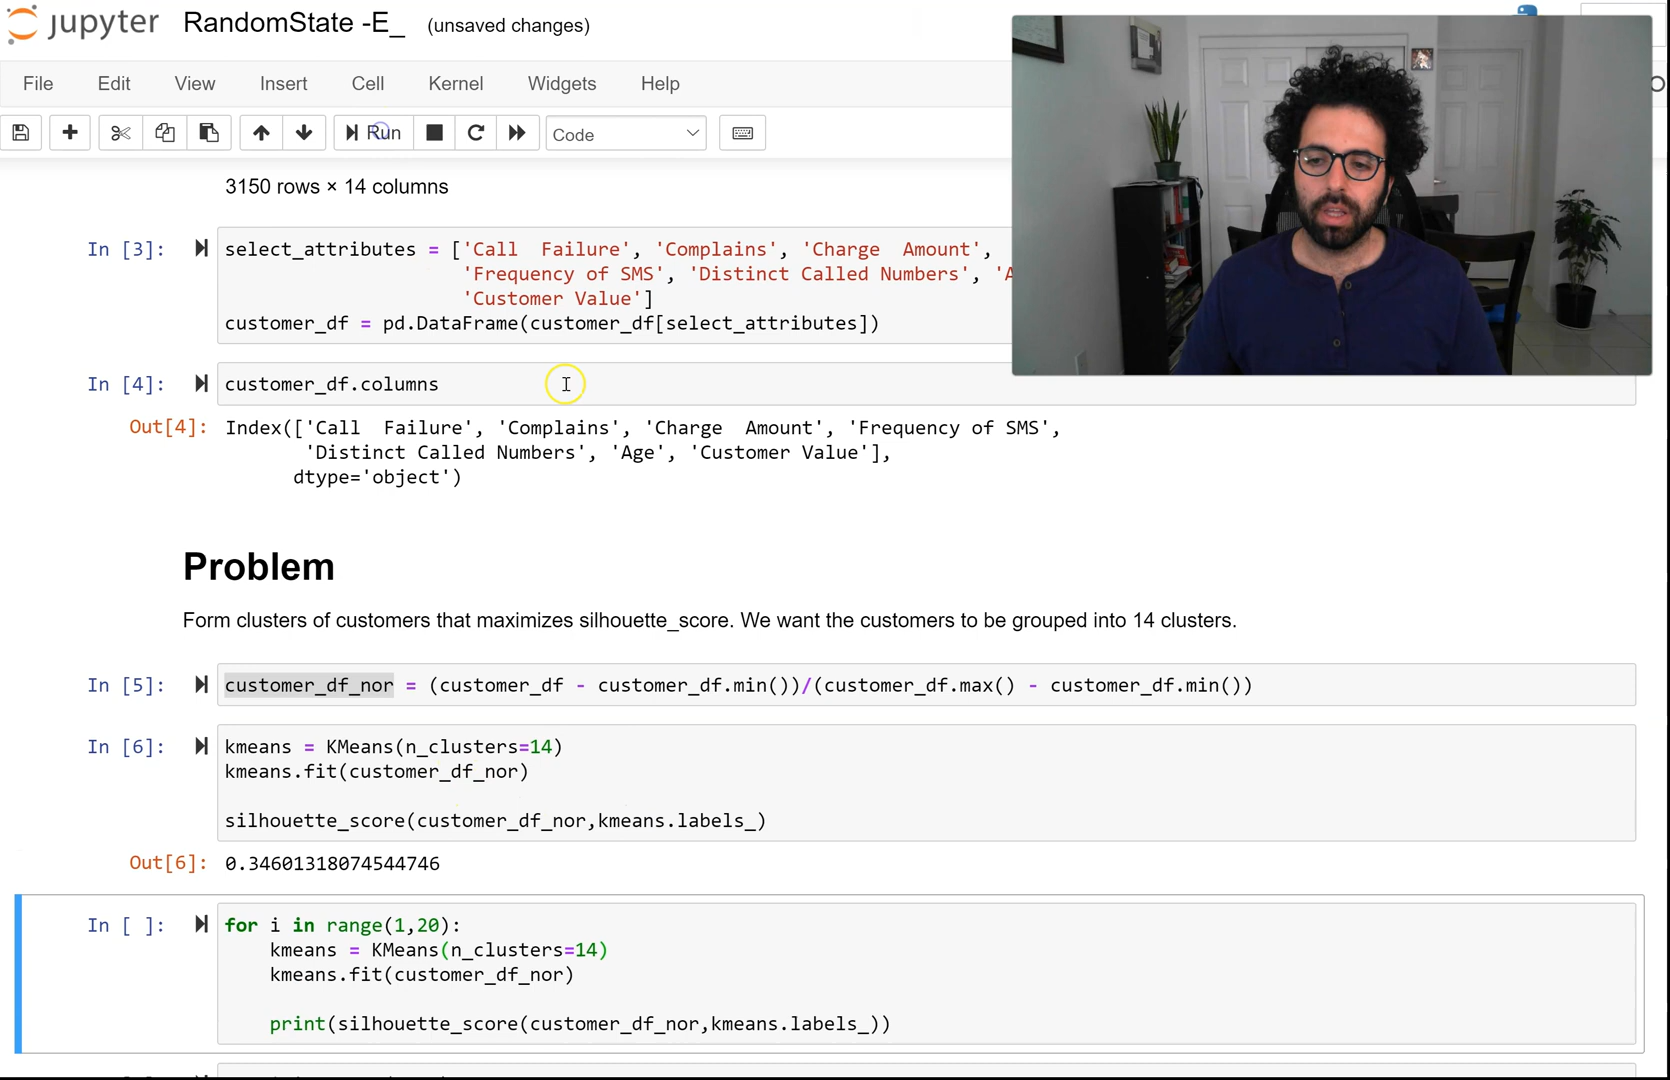 jupyter RandomState -E_ (unsaved changes)
File Edit View Insert Cell Kernel Widgets Help
Run Code
3150 rows × 14 columns
In [3]: select_attributes = ['Call  Failure', 'Complains', 'Charge  Amount',
'Frequency of SMS', 'Distinct Called Numbers', 'A
'Customer Value']
customer_df = pd.DataFrame(customer_df[select_attributes])
In [4]: customer_df.columns
Out[4]: Index(['Call  Failure', 'Complains', 'Charge  Amount', 'Frequency of SMS',
'Distinct Called Numbers', 'Age', 'Customer Value'],
dtype='object')
Problem
Form clusters of customers that maximizes silhouette_score. We want the customers to be grouped into 14 clusters.
In [5]: customer_df_nor = (customer_df - customer_df.min())/(customer_df.max() - customer_df.min())
In [6]: kmeans = KMeans(n_clusters=14)
kmeans.fit(customer_df_nor)
silhouette_score(customer_df_nor,kmeans.labels_)
Out[6]: 0.34601318074544746
In [ ]: for i in range(1,20):
kmeans = KMeans(n_clusters=14)
kmeans.fit(customer_df_nor)
print(silhouette_score(customer_df_nor,kmeans.labels_))